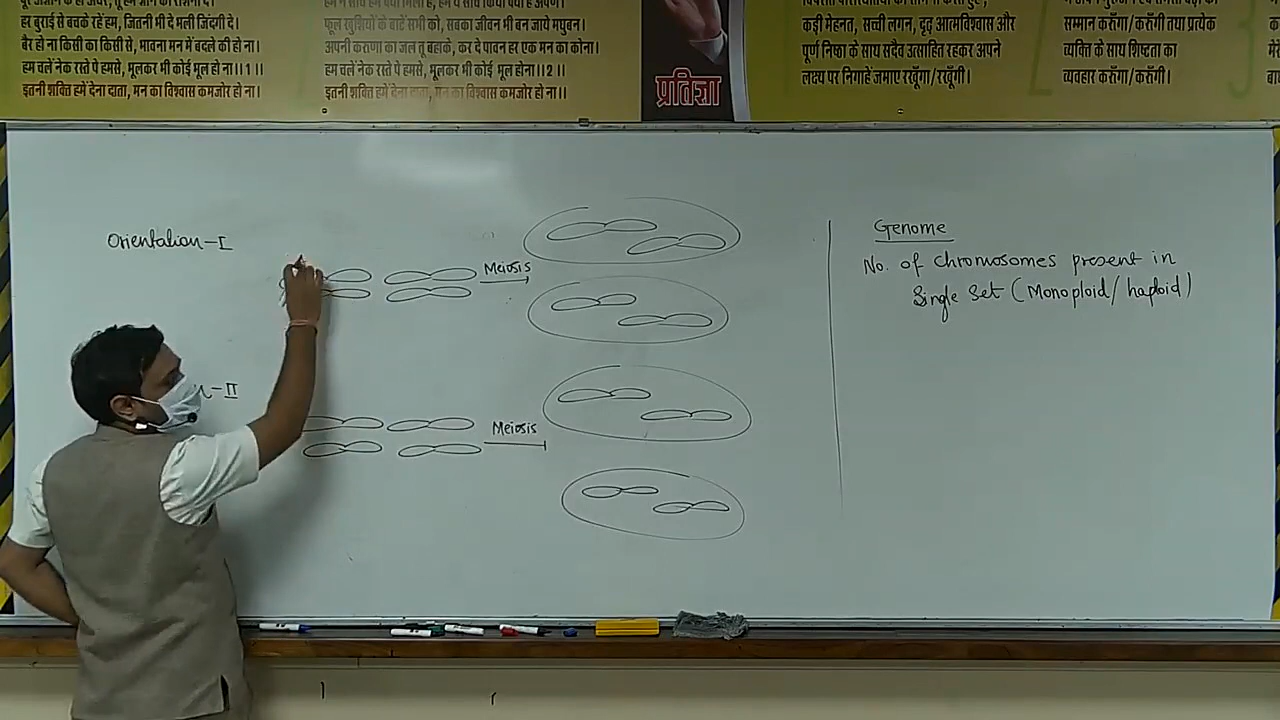 हर बुराई से बचके रहें हम, जितनी भी दे भली जिंदगी दे।
बैर हो ना किसी का किसी से, भावना मन में बदले की हो ना।
हम चलें नेक रस्ते पे हमसे, भूलकर भी कोई भूल हो ना।।1।।
इतनी शक्ति हमें देना दाता, मन का विश्वास कमजोर हो ना।
फूल खुशियों के बाटें सभी को, सबका जीवन भी बन जाये मधुबन।
अपनी करुणा का जल तू बहाके, कर दे पावन हर एक मन का कोना।
हम चलें नेक रस्ते पे हमसे, भूलकर भी कोई भूल होना।।2।।
इतनी शक्ति हमें देना दाता, मन का विश्वास कमजोर हो ना।।
प्रतिज्ञा
कड़ी मेहनत, सच्ची लगन, दृढ़ आत्मविश्वास और
पूर्ण निष्ठा के साथ सदैव उत्साहित रहकर अपने
लक्ष्य पर निगाहें जमाए रखूँगा/रखूँगी।
सम्मान करूँगा/करूँगी तथा प्रत्येक
व्यक्ति के साथ शिष्टता का
व्यवहार करूँगा/करूँगी।
Orientation-I
Meiosis
-II
Meiosis
Genome
No. of chromosomes present in
Single Set (Monoploid/haploid)